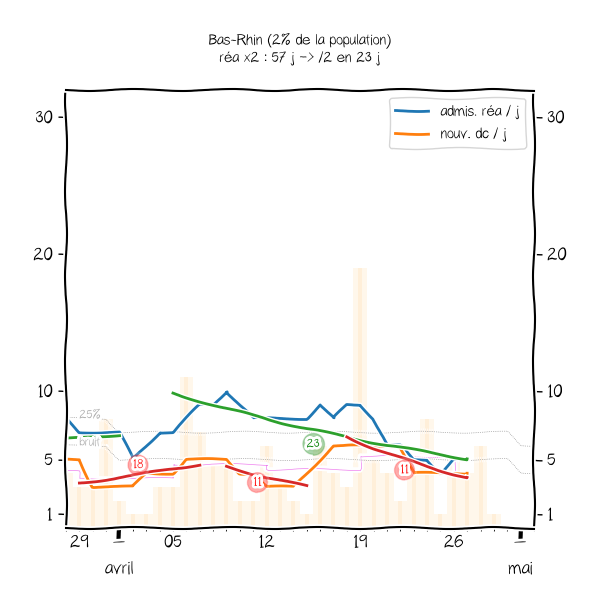 Bas-Rhin (2% de la population)
réa x2 : 57 j -> /2 en 23 j
admis. réa / j
nouv. dc / j
30 30
20 20
10 10
25%
bruit
23
18
11
11
5 5
1 1
29 05 12 19 26
avril mai